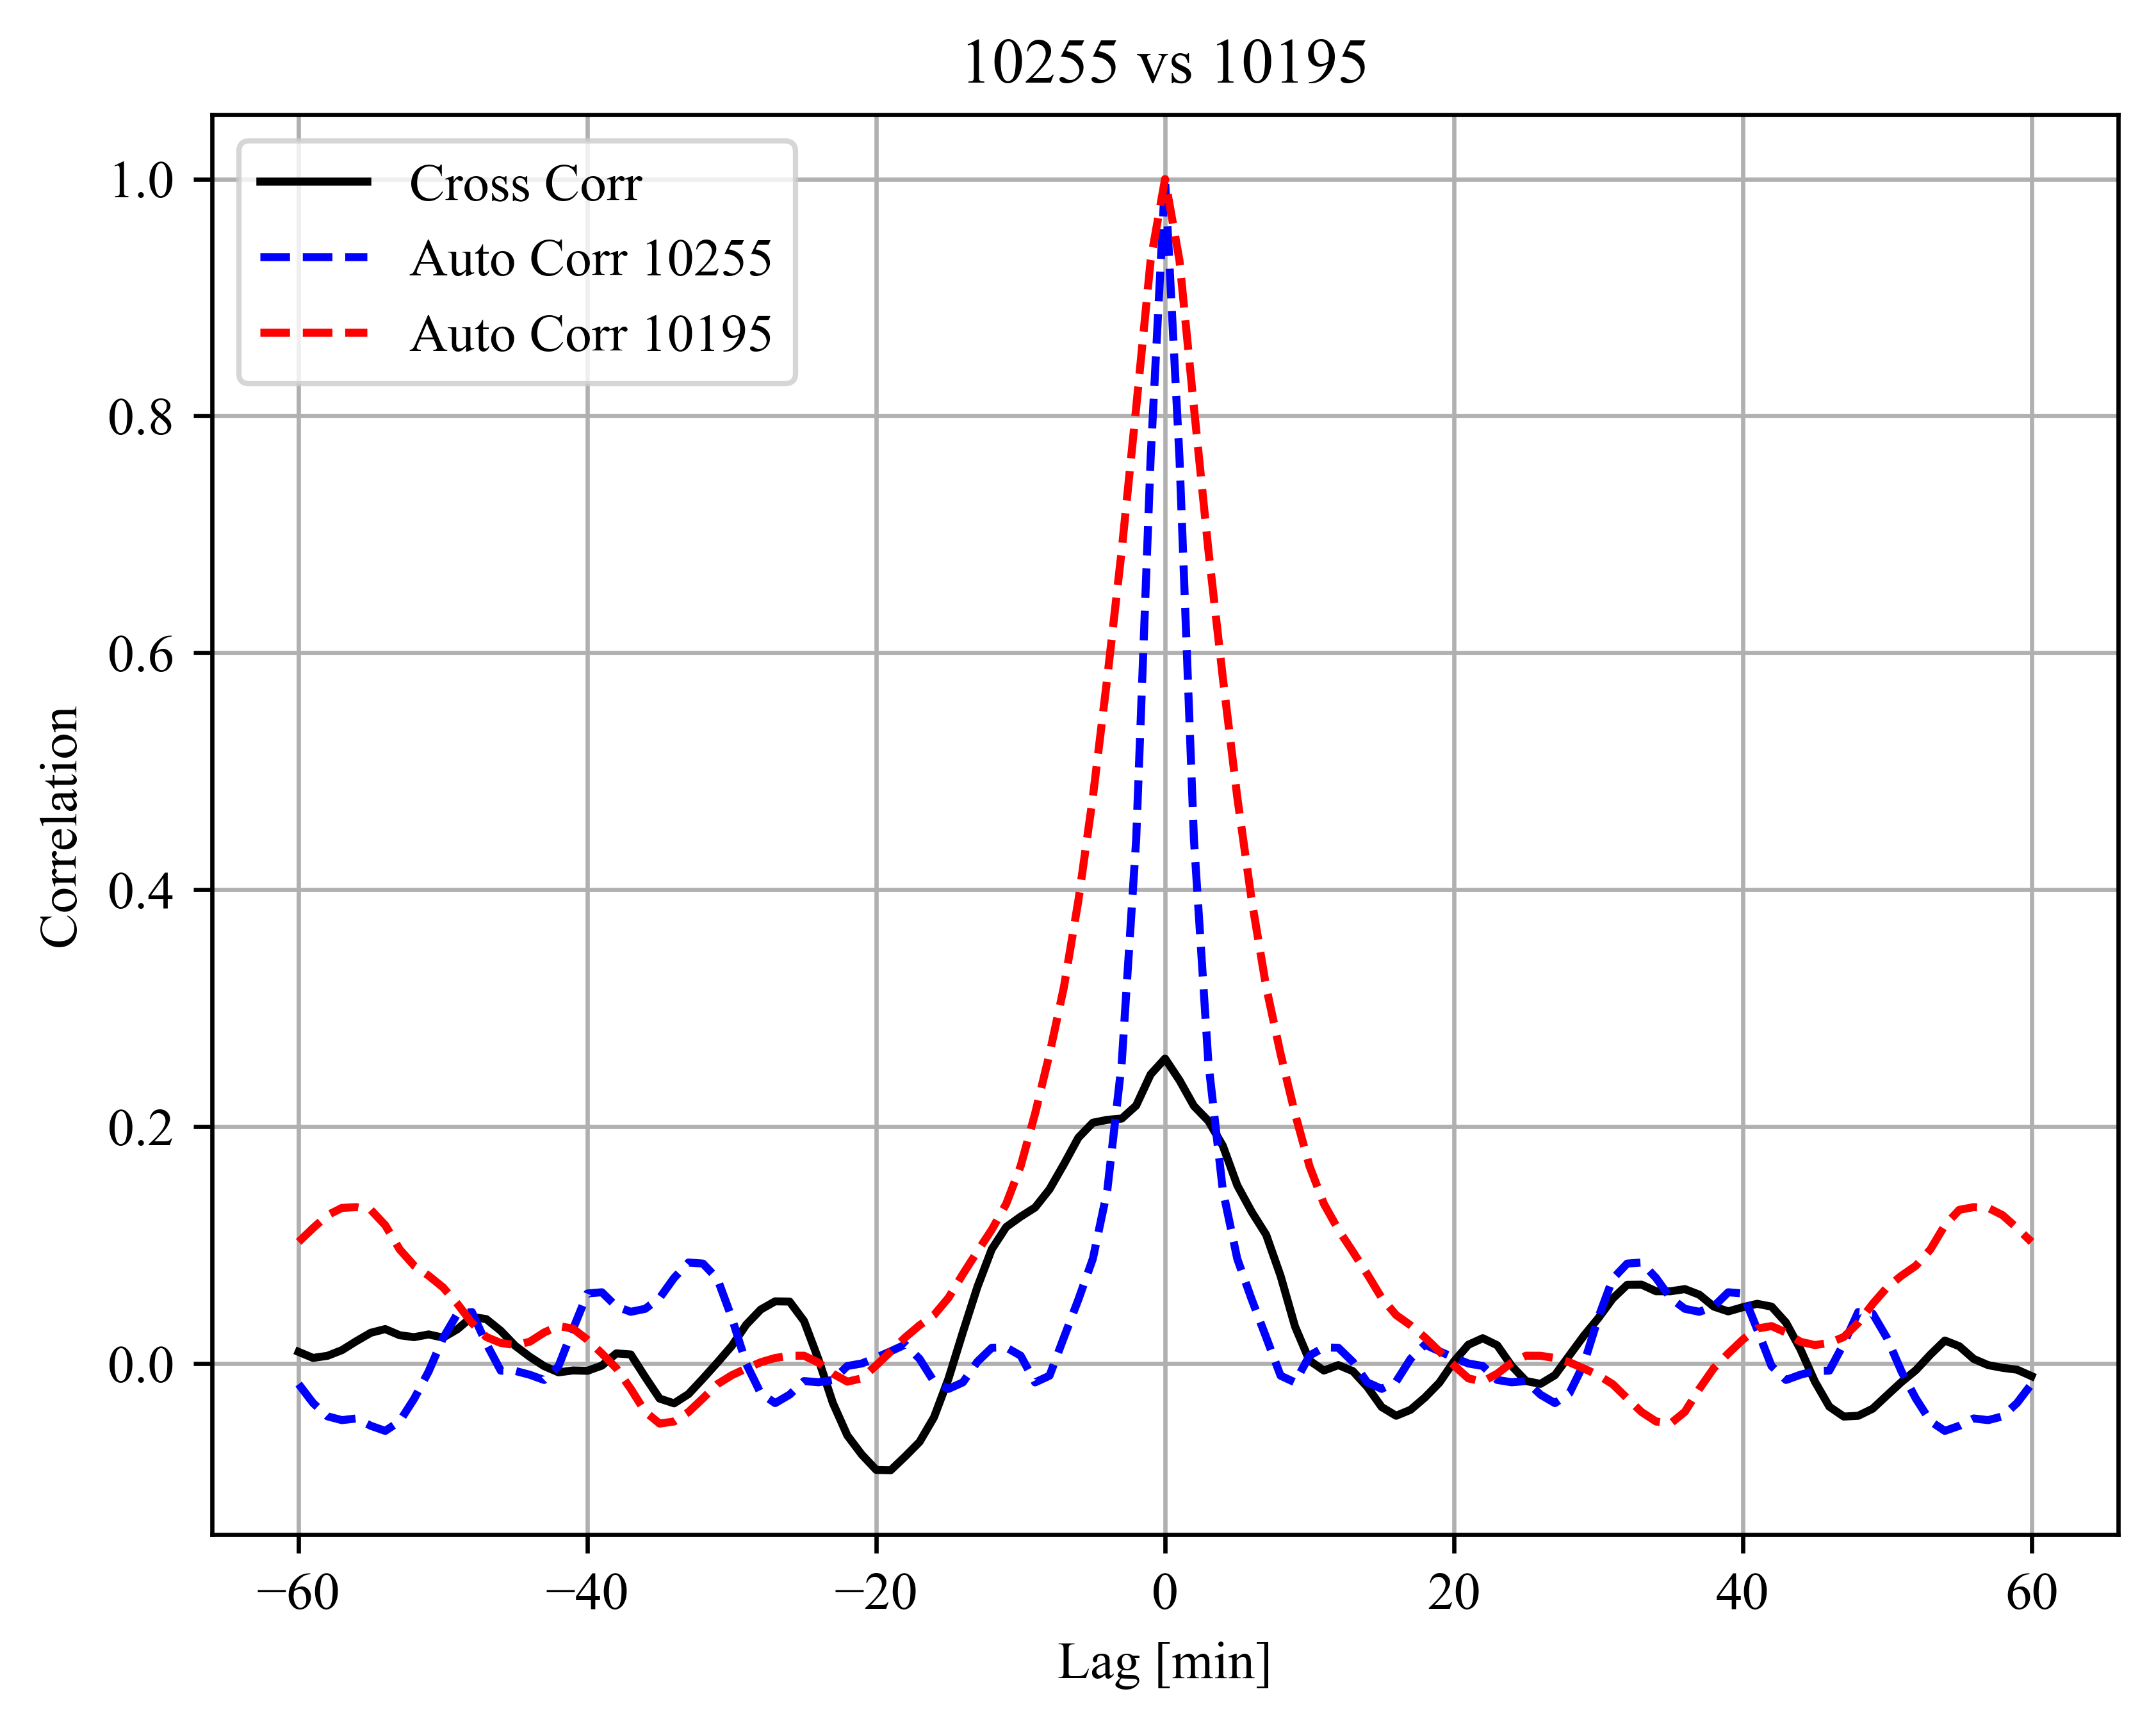 10255 vs 10195
Cross Corr
Auto Corr 10255
Auto Corr 10195
1.0
0.8
0.6
0.4
0.2
0.0
Correlation
−60 −40 −20 0 20 40 60
Lag [min]